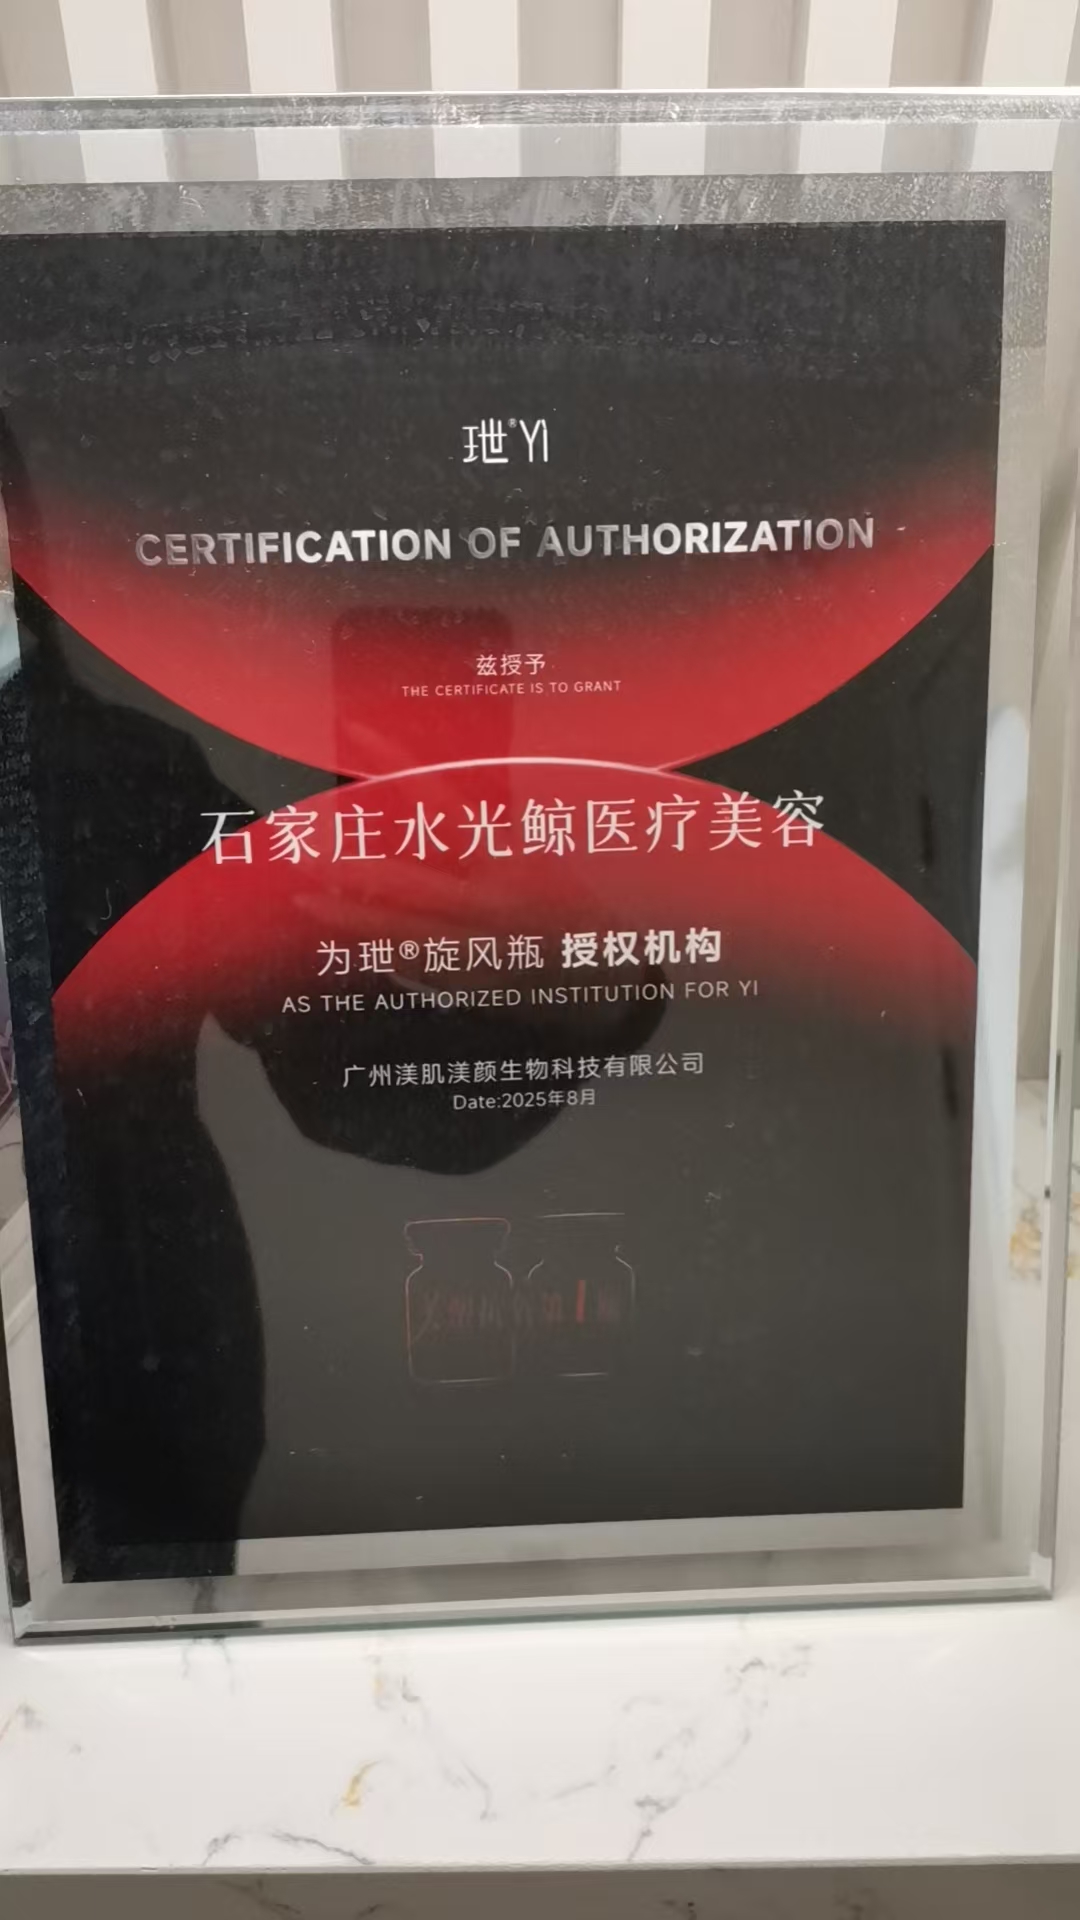 玴®YI
CERTIFICATION OF AUTHORIZATION
兹授予
THE CERTIFICATE IS TO GRANT
石家庄水光鲸医疗美容
为玴®旋风瓶 授权机构
AS THE AUTHORIZED INSTITUTION FOR YI
广州渼肌渼颜生物科技有限公司
Date:2025年8月